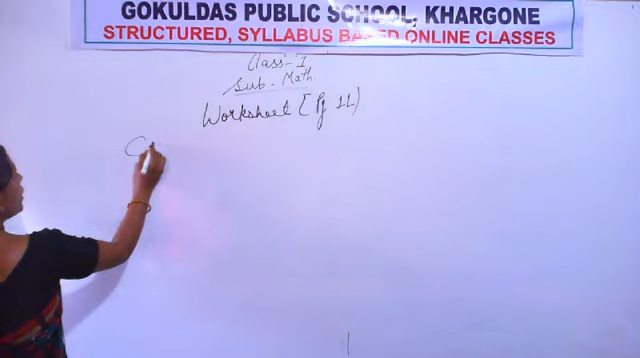 GOKULDAS PUBLIC SCHOOL, KHARGONE
STRUCTURED, SYLLABUS BASED ONLINE CLASSES
Class-I
Sub. Math.
Worksheet [Pg 11)
C